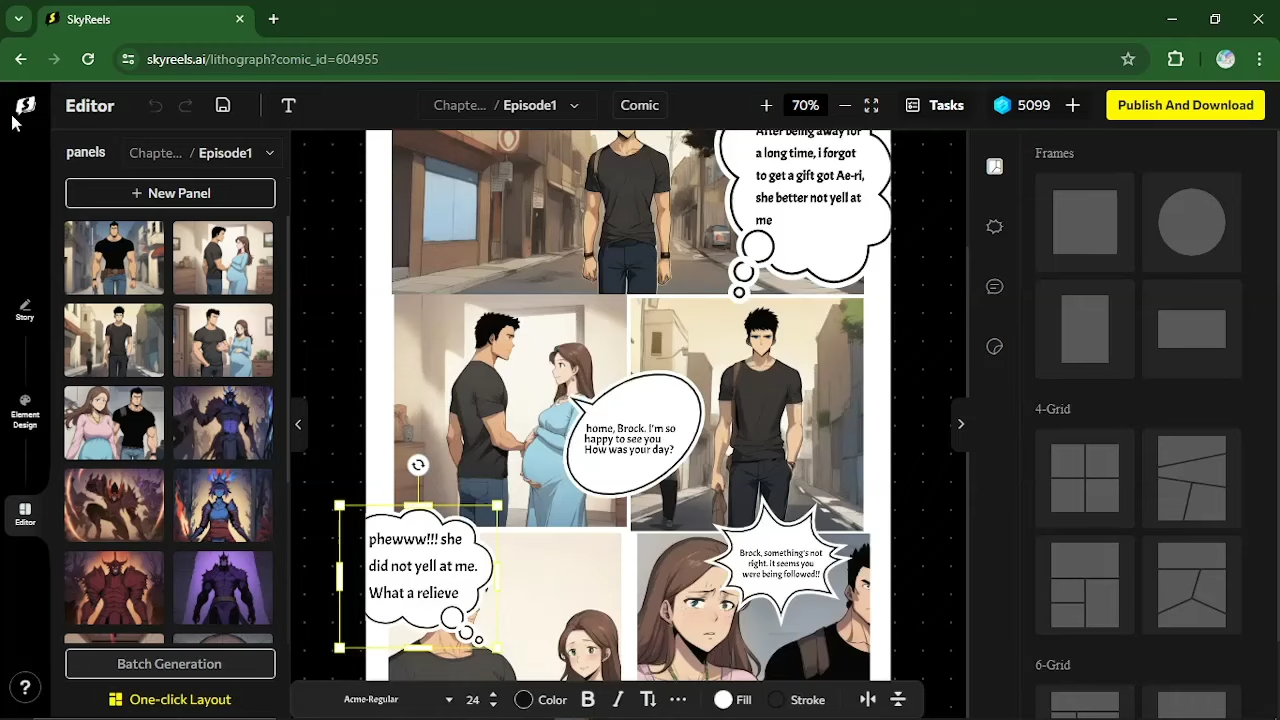 SkyReels
skyreels.ai/lithograph?comic_id=604955
Editor
Chapte... / Episode1
Comic
70%
Tasks
5099
Publish And Download
panels
Chapte... / Episode1
+ New Panel
Story
Element
Design
Editor
Batch Generation
One-click Layout
After being away for
a long time, i forgot
to get a gift got Ae-ri,
she better not yell at
me
home, Brock. I'm so
happy to see you
How was your day?
phewww!!! she
did not yell at me.
What a relieve
Brock, something's not
right. It seems you
were being followed!!
Acme-Regular
24
Color
B
I
Fill
Stroke
Frames
4-Grid
6-Grid